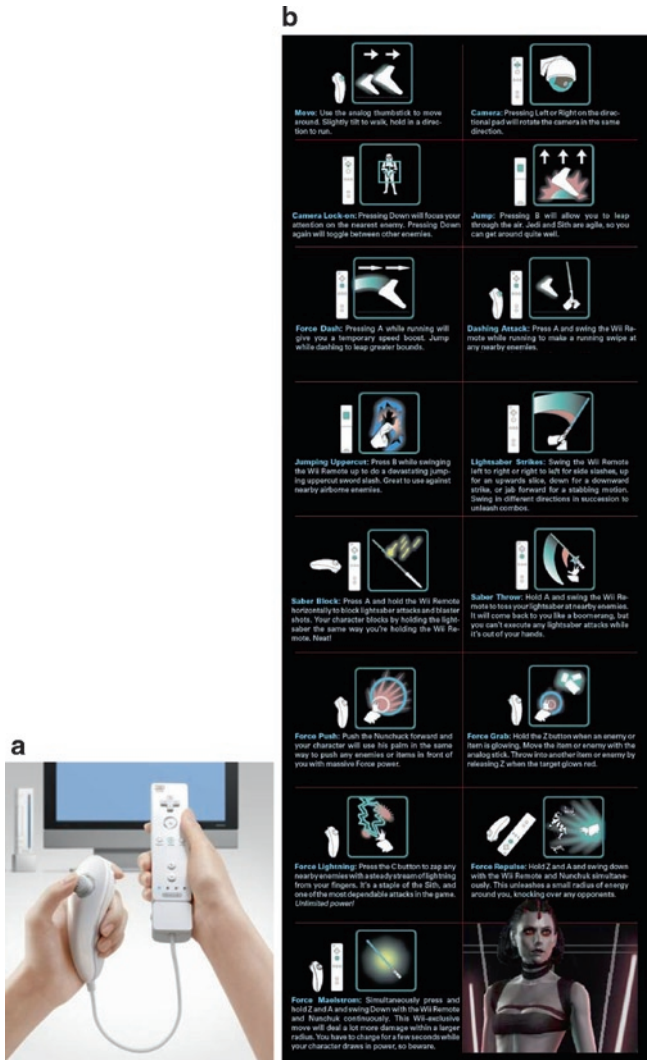 b
Move: Use the analog thumbstick to move
around. Slightly tilt to walk, hold in a direc-
tion to run.
Camera: Pressing Left or Right on the direc-
tional pad will rotate the camera in the same
direction.
Camera Lock-on: Pressing Down will focus your
attention on the nearest enemy. Pressing Down
again will toggle between other enemies.
Jump: Pressing B will allow you to leap
through the air. Jedi and Sith are agile, so you
can get around quite well.
Force Dash: Pressing A while running will
give you a temporary speed boost. Jump
while dashing to leap greater bounds.
Dashing Attack: Press A and swing the Wii Re-
mote while running to make a running swipe at
any nearby enemies.
Jumping Uppercut: Press B while swinging
the Wii Remote up to do a devastating jump-
ing uppercut sword slash. Great to use against
nearby airborne enemies.
Lightsaber Strikes: Swing the Wii Remote
left to right or right to left for side slashes, up
for an upwards slice, down for a downward
strike, or jab forward for a stabbing motion.
Swing in different directions in succession to
unleash combos.
Saber Block: Press A and hold the Wii Remote
horizontally to block lightsaber attacks and blaster
shots. Your character blocks by holding the light-
saber the same way you're holding the Wii Re-
mote. Neat!
Saber Throw: Hold A and swing the Wii Re-
mote to toss your lightsaber at nearby enemies.
It will come back to you like a boomerang, but
you can't execute any lightsaber attacks while
it's out of your hands.
Force Push: Push the Nunchuck forward and
your character will use his palm in the same
way to push any enemies or items in front of
you with massive Force power.
Force Grab: Hold the Z button when an enemy or
item is glowing. Move the item or enemy with the
analog stick. Throw into another item or enemy by
releasing Z when the target glows red.
Force Lightning: Press the C button to zap any
nearby enemies with a steady stream of lightning
from your fingers. It's a staple of the Sith, and
one of the most dependable attacks in the game.
Unlimited power!
Force Repulse: Hold Z and A and swing down
with the Wii Remote and Nunchuk simultane-
ously. This unleashes a small radius of energy
around you, knocking over any opponents.
Force Maelstrom: Simultaneously press and
hold Z and A and swing Down with the Wii Remote
and Nunchuk continuously. This Wii-exclusive
move will deal a lot more damage within a larger
radius. You have to charge for a few seconds while
your character draws in power, so beware.
a